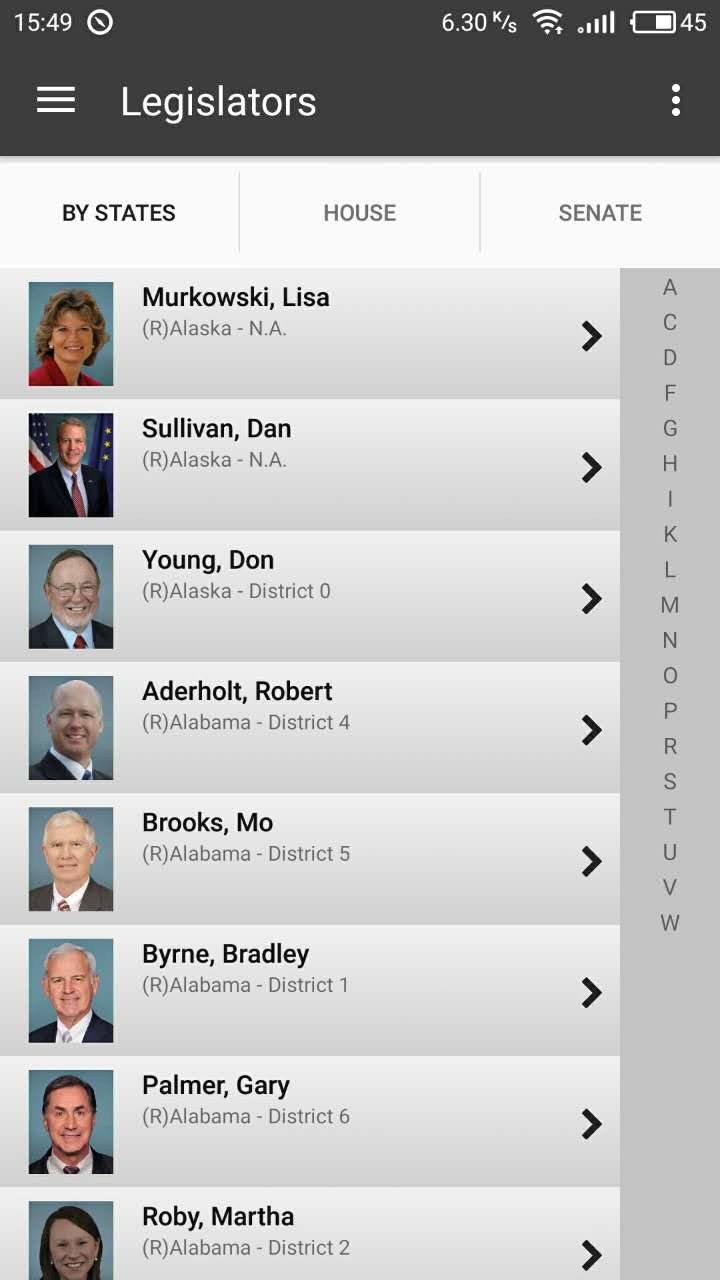 15:49 6.30 K/s 45
Legislators
BY STATES HOUSE SENATE
Murkowski, Lisa
(R)Alaska - N.A.
Sullivan, Dan
(R)Alaska - N.A.
Young, Don
(R)Alaska - District 0
Aderholt, Robert
(R)Alabama - District 4
Brooks, Mo
(R)Alabama - District 5
Byrne, Bradley
(R)Alabama - District 1
Palmer, Gary
(R)Alabama - District 6
Roby, Martha
(R)Alabama - District 2
A
C
D
F
G
H
I
K
L
M
N
O
P
R
S
T
U
V
W